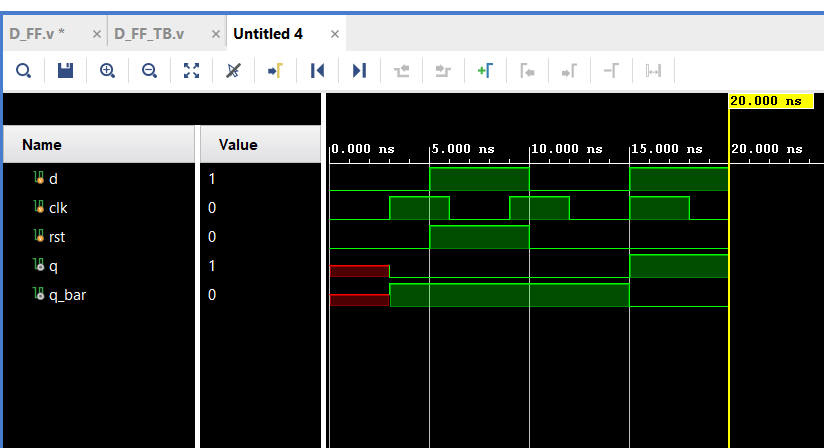 D_FF.v * × D_FF_TB.v × Untitled 4 ×
20.000 ns
Name Value 0.000 ns 5.000 ns 10.000 ns 15.000 ns 20.000 ns
d 1
clk 0
rst 0
q 1
q_bar 0